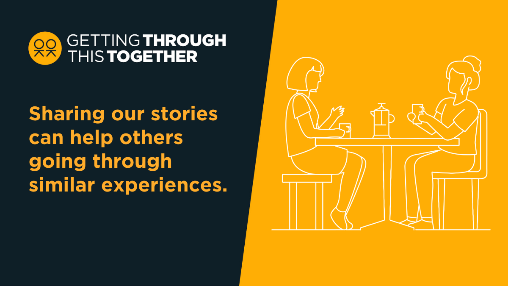 GETTING THROUGH
THIS TOGETHER
Sharing our stories
can help others
going through
similar experiences.